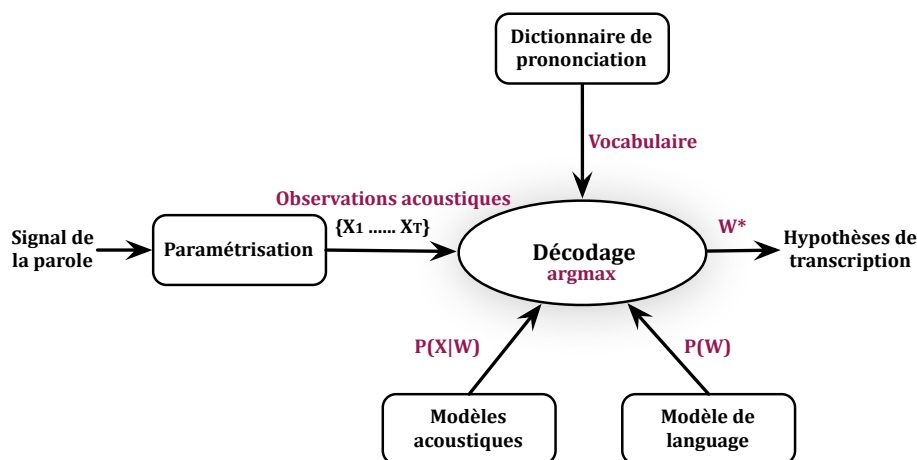 Dictionnaire de
prononciation
Vocabulaire
Observations acoustiques
{X1 ...... XT}
Signal de
la parole
Paramétrisation
Décodage
argmax
W*
Hypothèses de
transcription
P(X|W)
P(W)
Modèles
acoustiques
Modèle de
language